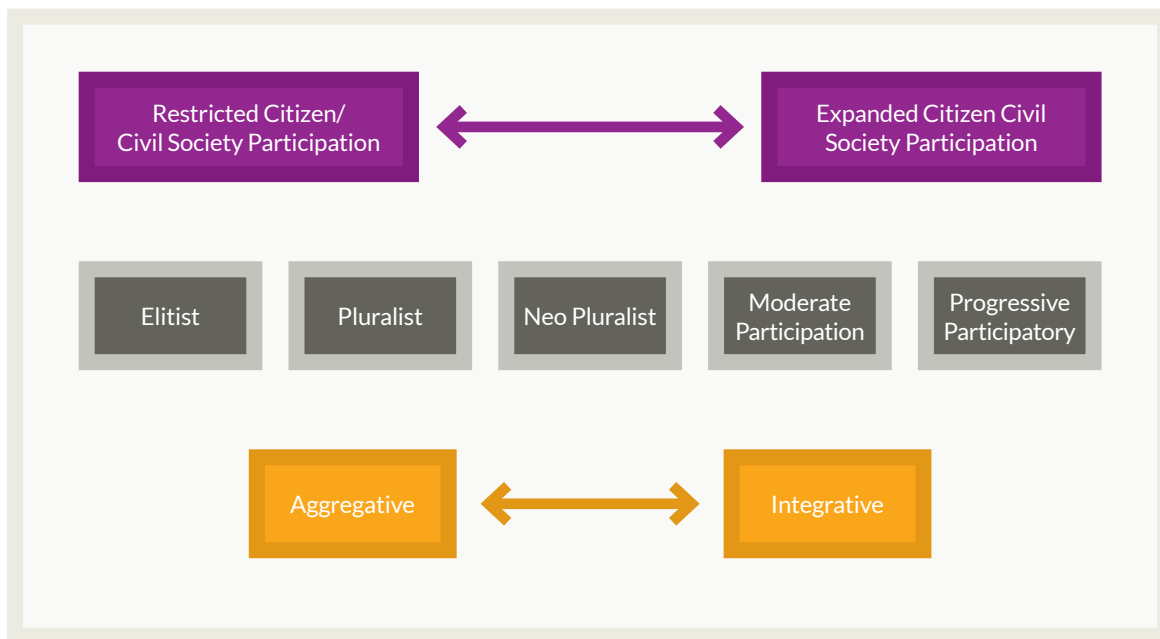 Restricted Citizen/
Civil Society Participation
Expanded Citizen Civil
Society Participation
Elitist
Pluralist
Neo Pluralist
Moderate
Participation
Progressive
Participatory
Aggregative
Integrative